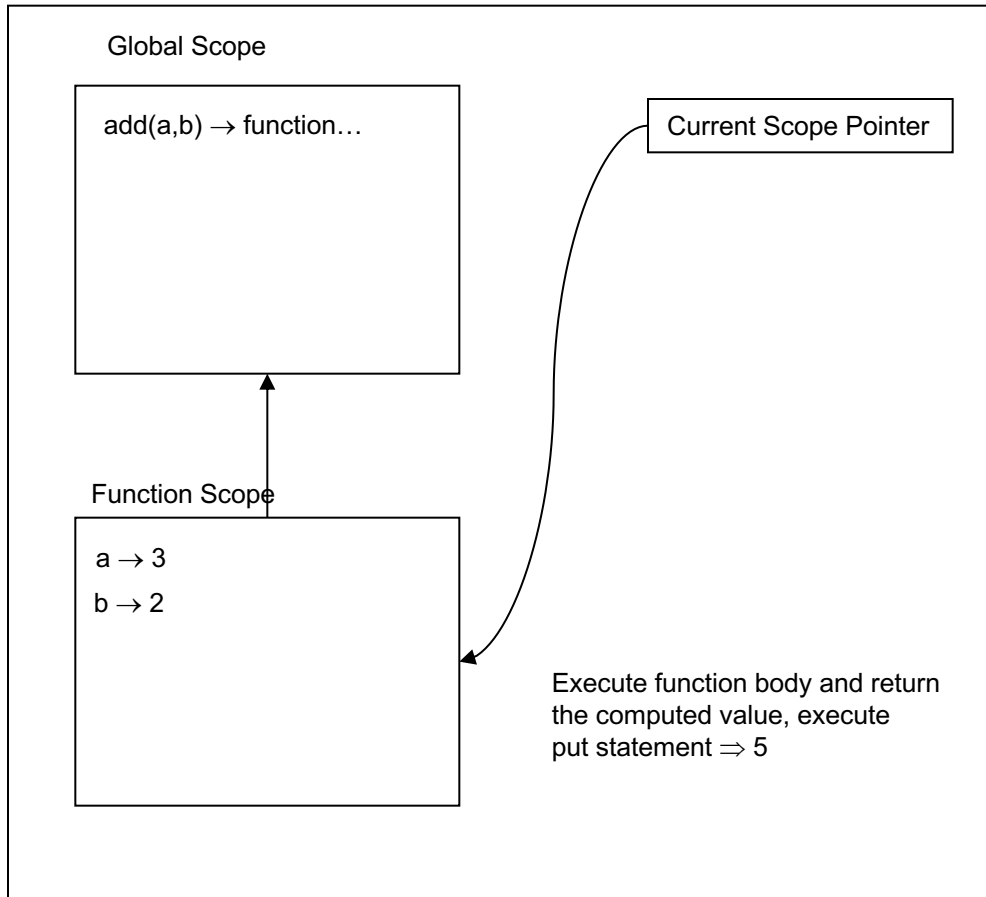 Global Scope
add(a,b) → function…
Current Scope Pointer
Function Scope
a → 3
b → 2
Execute function body and return
the computed value, execute
put statement ⇒ 5